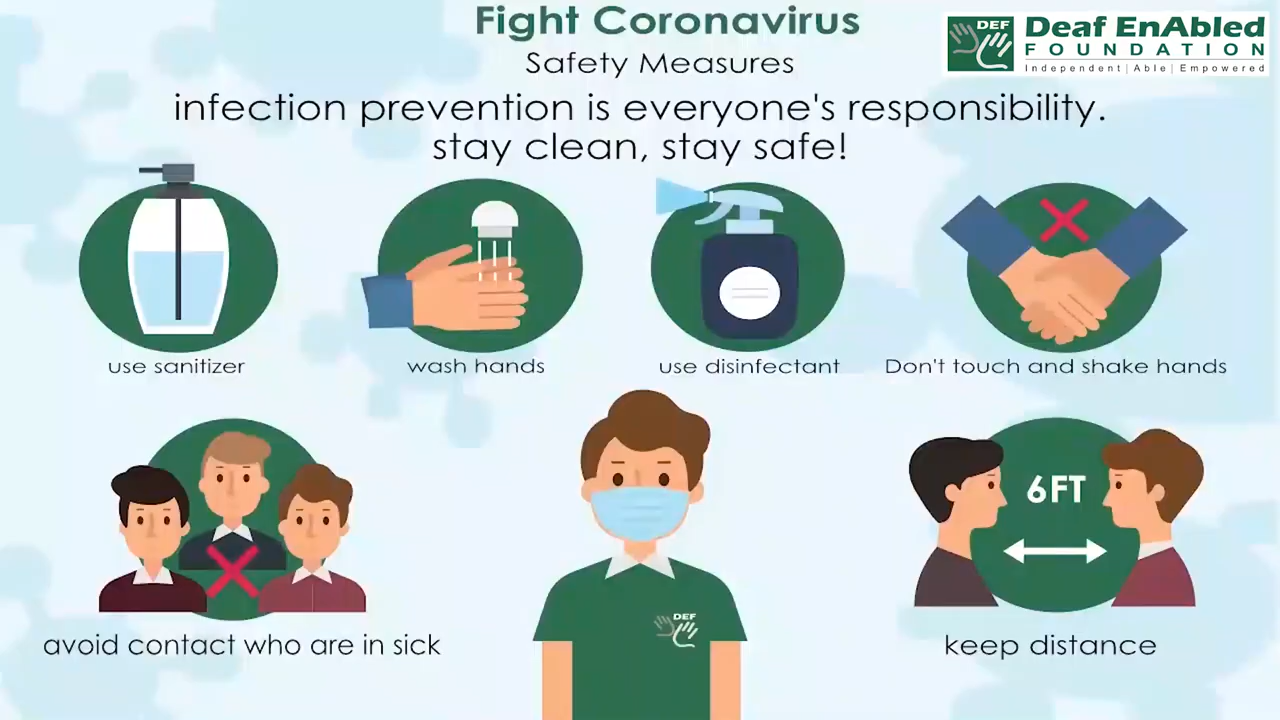 Fight Coronavirus
Safety Measures
DEF
Deaf EnAbled
FOUNDATION
Independent | Able | Empowered
infection prevention is everyone's responsibility.
stay clean, stay safe!
use sanitizer
wash hands
use disinfectant
Don't touch and shake hands
6FT
DEF
avoid contact who are in sick
keep distance